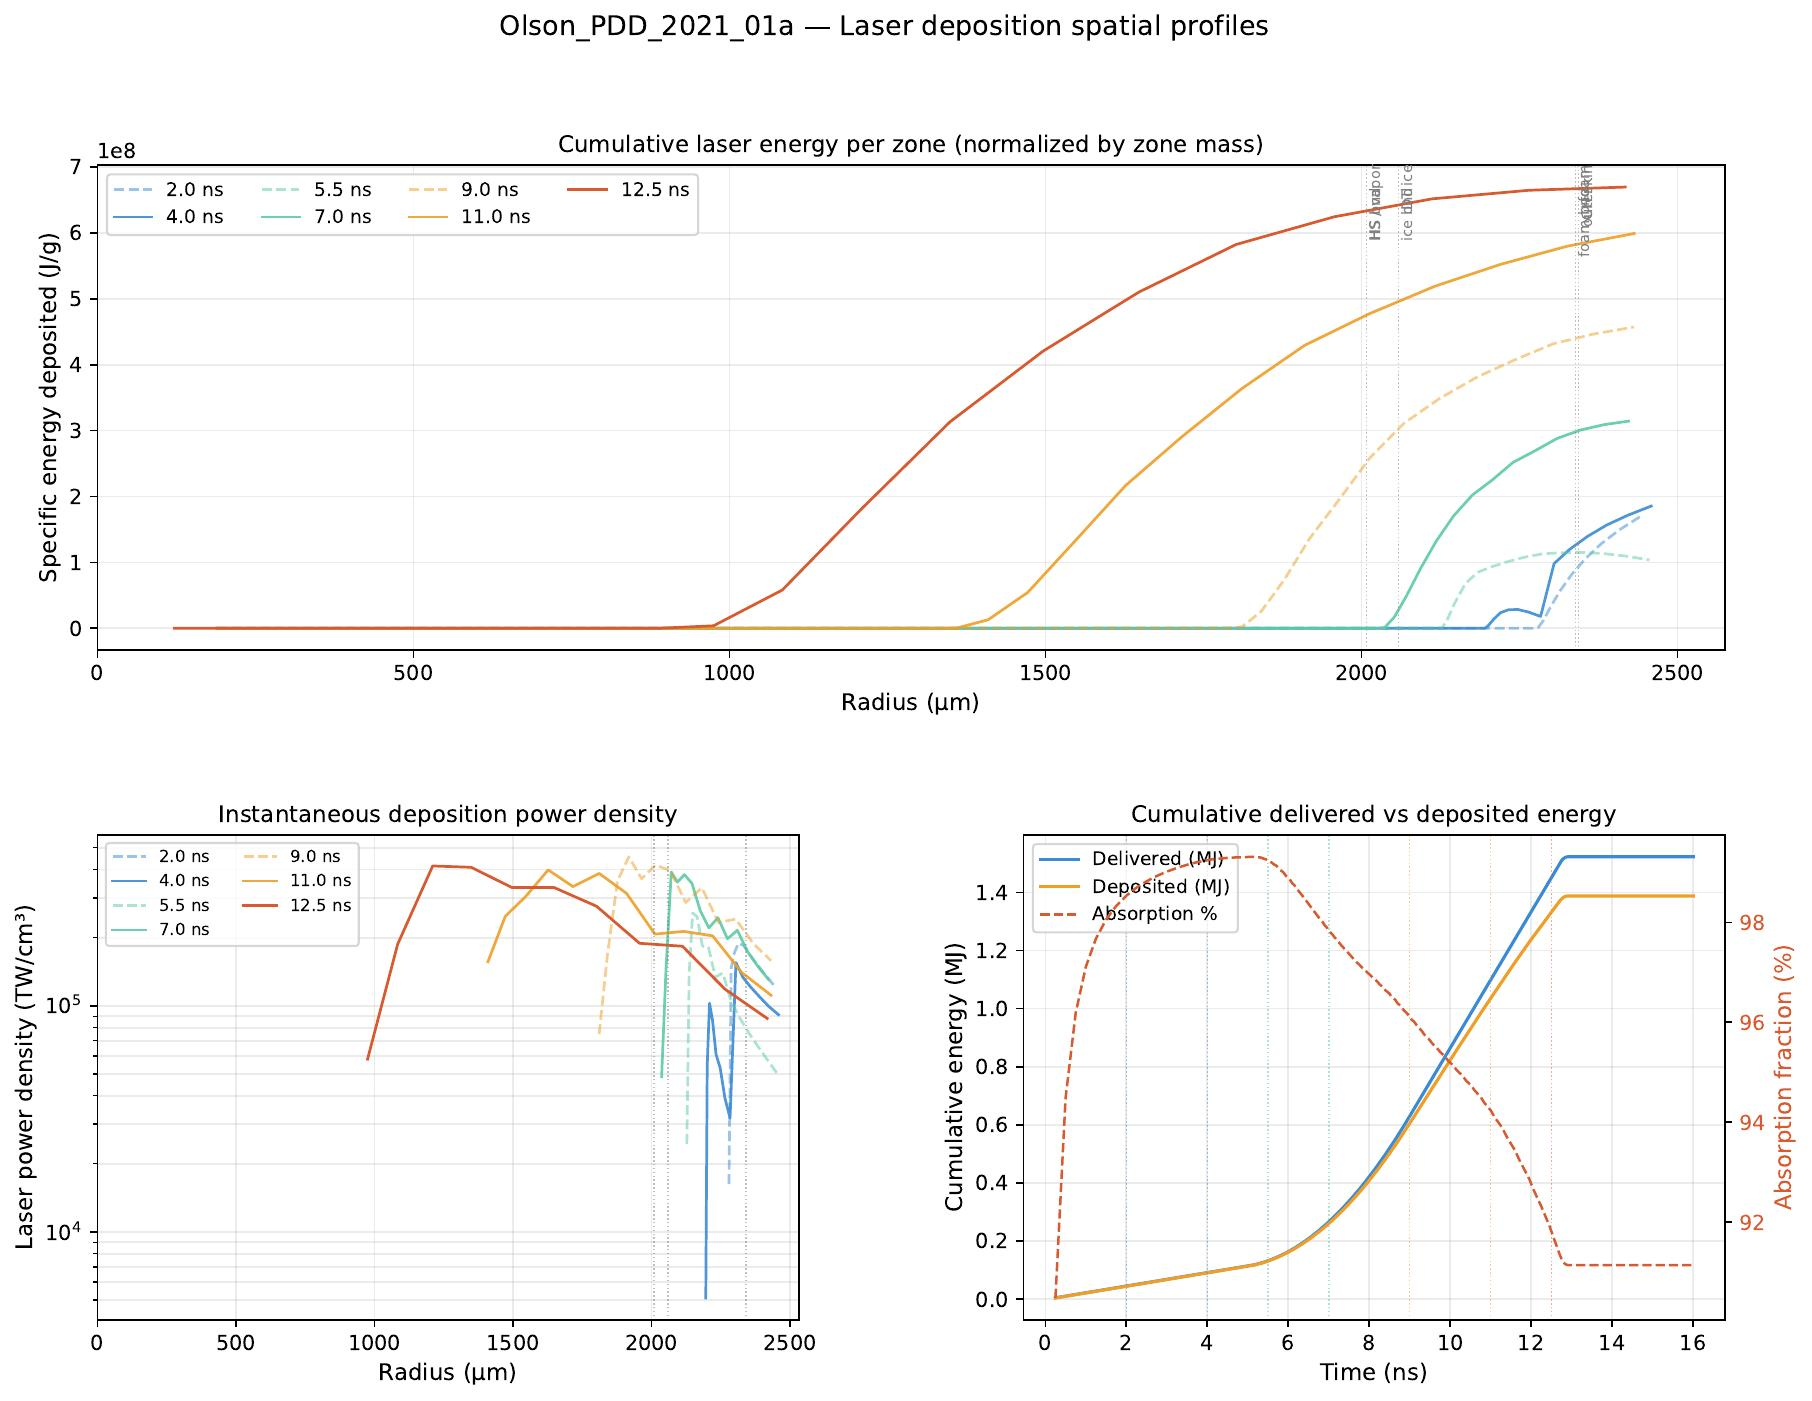 Olson_PDD_2021_01a — Laser deposition spatial profiles
Cumulative laser energy per zone (normalized by zone mass)
1e8
7
6
5
4
3
2
1
0
Specific energy deposited (J/g)
2.0 ns
4.0 ns
5.5 ns
7.0 ns
9.0 ns
11.0 ns
12.5 ns
0
500
1000
1500
2000
2500
Radius (µm)
Instantaneous deposition power density
2.0 ns
4.0 ns
5.5 ns
7.0 ns
9.0 ns
11.0 ns
12.5 ns
10⁵
10⁴
Laser power density (TW/cm³)
0
500
1000
1500
2000
2500
Radius (µm)
Cumulative delivered vs deposited energy
Delivered (MJ)
Deposited (MJ)
Absorption %
1.4
1.2
1.0
0.8
0.6
0.4
0.2
0.0
Cumulative energy (MJ)
98
96
94
92
Absorption fraction (%)
0
2
4
6
8
10
12
14
16
Time (ns)